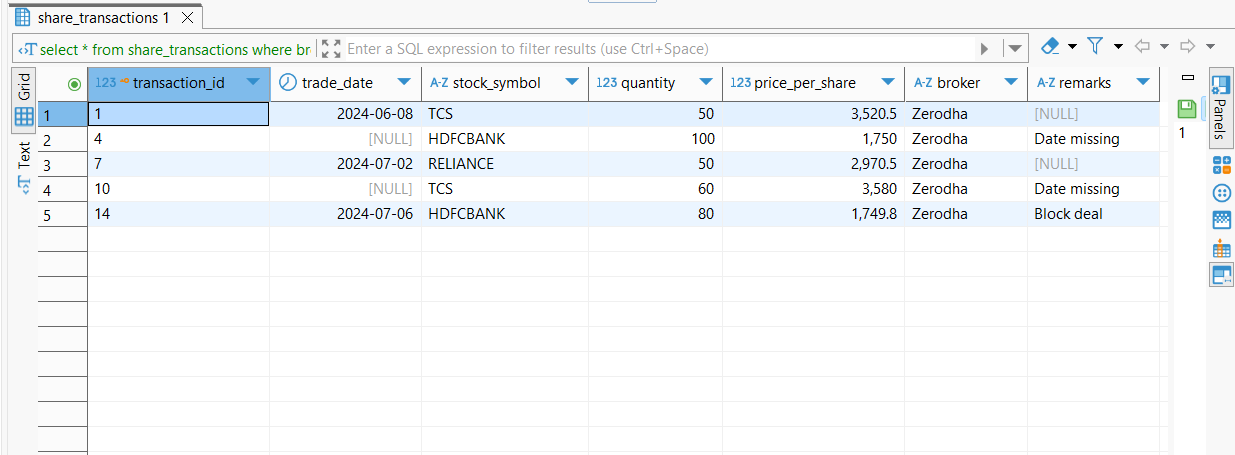 share_transactions 1
select * from share_transactions where br Enter a SQL expression to filter results (use Ctrl+Space)
Grid
Text
123 transaction_id trade_date A-Z stock_symbol 123 quantity 123 price_per_share A-Z broker A-Z remarks
1 1 2024-06-08 TCS 50 3,520.5 Zerodha [NULL]
2 4 [NULL] HDFCBANK 100 1,750 Zerodha Date missing
3 7 2024-07-02 RELIANCE 50 2,970.5 Zerodha [NULL]
4 10 [NULL] TCS 60 3,580 Zerodha Date missing
5 14 2024-07-06 HDFCBANK 80 1,749.8 Zerodha Block deal
1
Panels